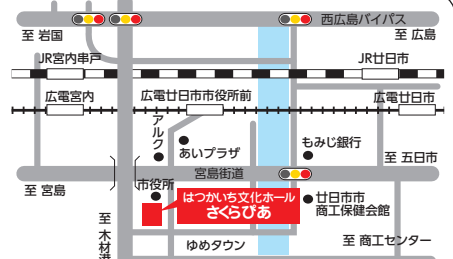 西広島バイパス
至 岩国
至 広島
JR宮内串戸
JR廿日市
広電宮内
広電廿日市市役所前
広電廿日市
アルク
あいプラザ
もみじ銀行
至 五日市
宮島街道
至 宮島
市役所
はつかいち文化ホール
さくらぴあ
廿日市市
商工保健会館
至 木材港
ゆめタウン
至 商工センター